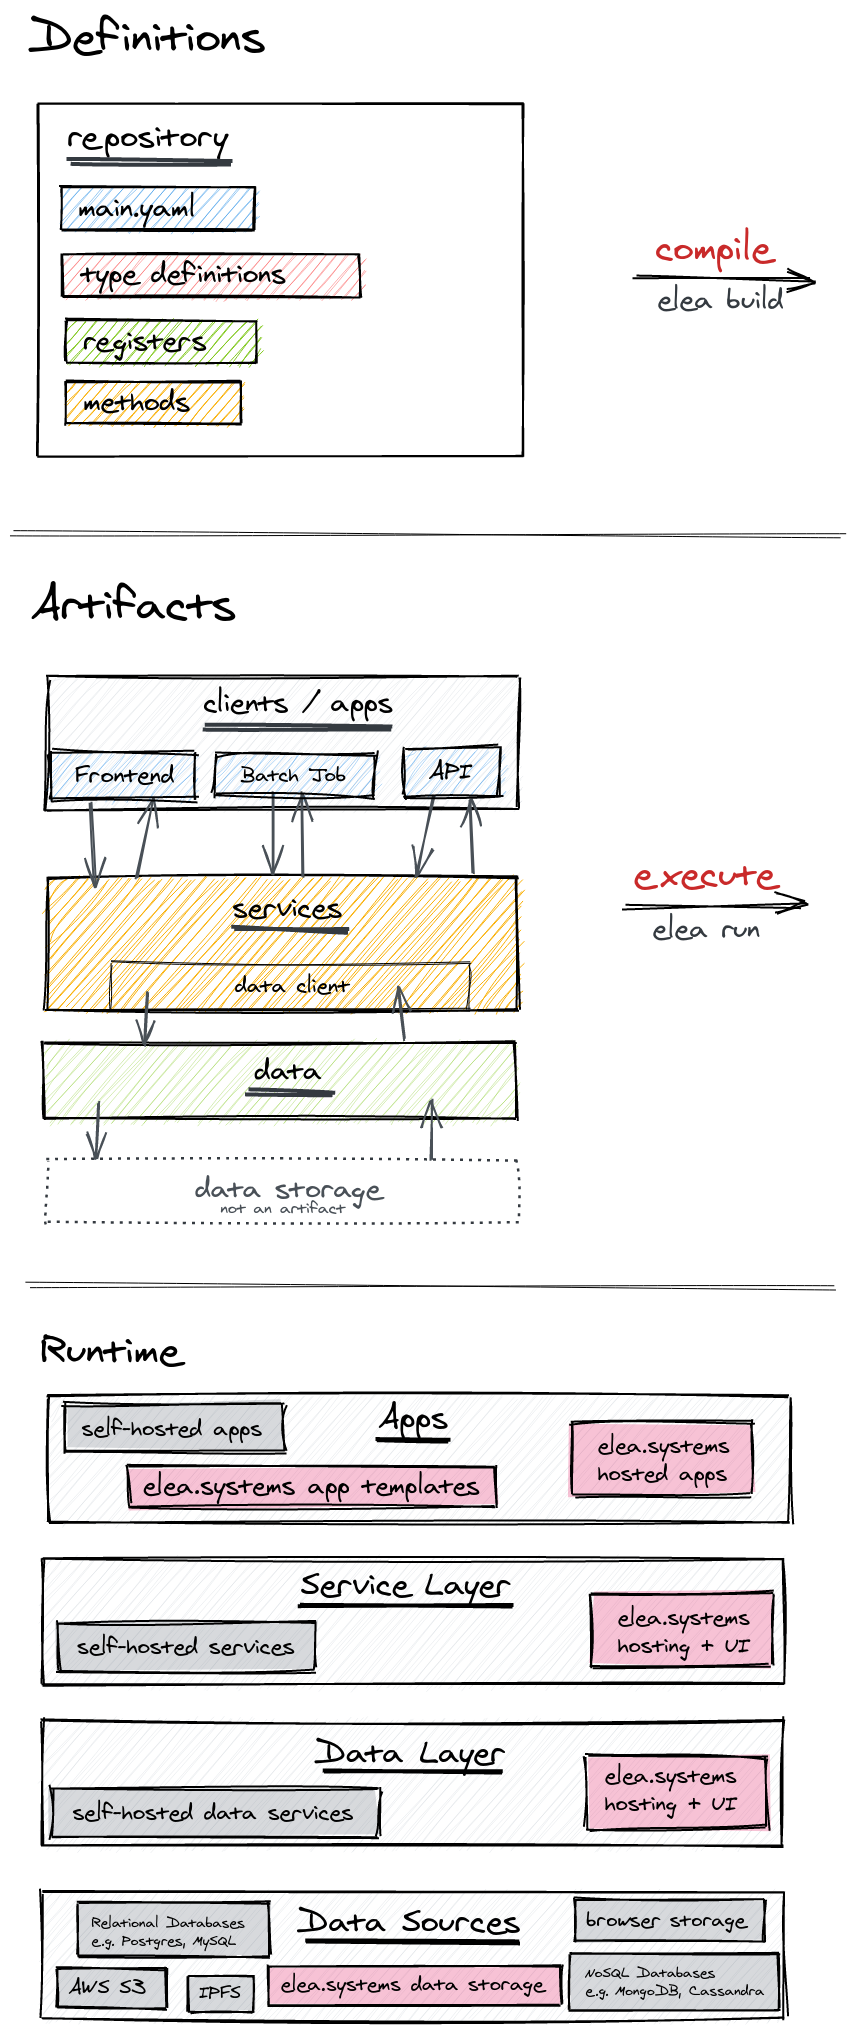 Definitions
repository
main.yaml
type definitions
registers
methods
compile
elea build
Artifacts
clients / apps
Frontend
Batch Job
API
services
data client
data
data storage
not an artifact
execute
elea run
Runtime
Apps
self-hosted apps
elea.systems app templates
elea.systems
hosted apps
Service Layer
self-hosted services
elea.systems
hosting + UI
Data Layer
self-hosted data services
elea.systems
hosting + UI
Data Sources
Relational Databases
e.g. Postgres, MySQL
browser storage
AWS S3
IPFS
elea.systems data storage
NoSQL Databases
e.g. MongoDB, Cassandra